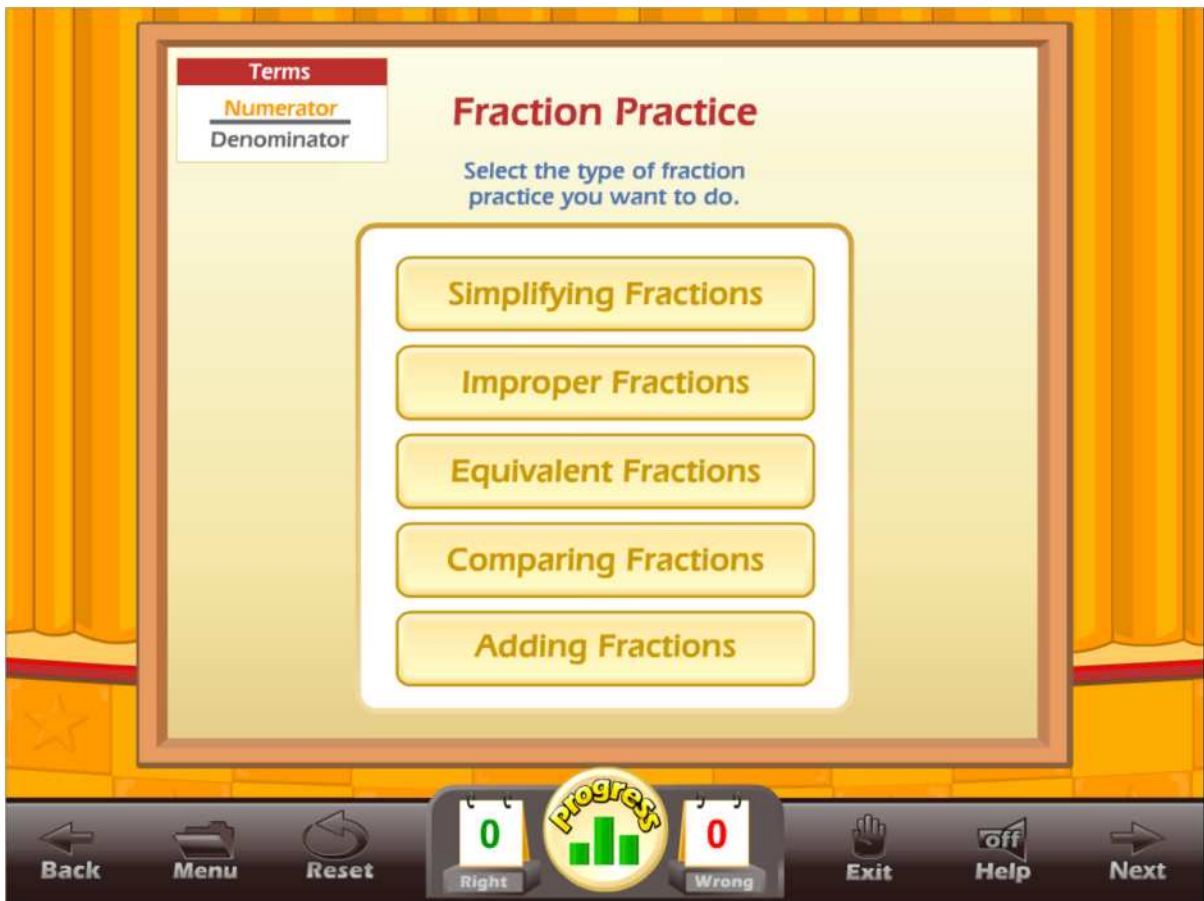 Terms
Numerator
Denominator
Fraction Practice
Select the type of fraction
practice you want to do.
Simplifying Fractions
Improper Fractions
Equivalent Fractions
Comparing Fractions
Adding Fractions
Back
Menu
Reset
0
Right
progress
0
Wrong
Exit
off
Help
Next